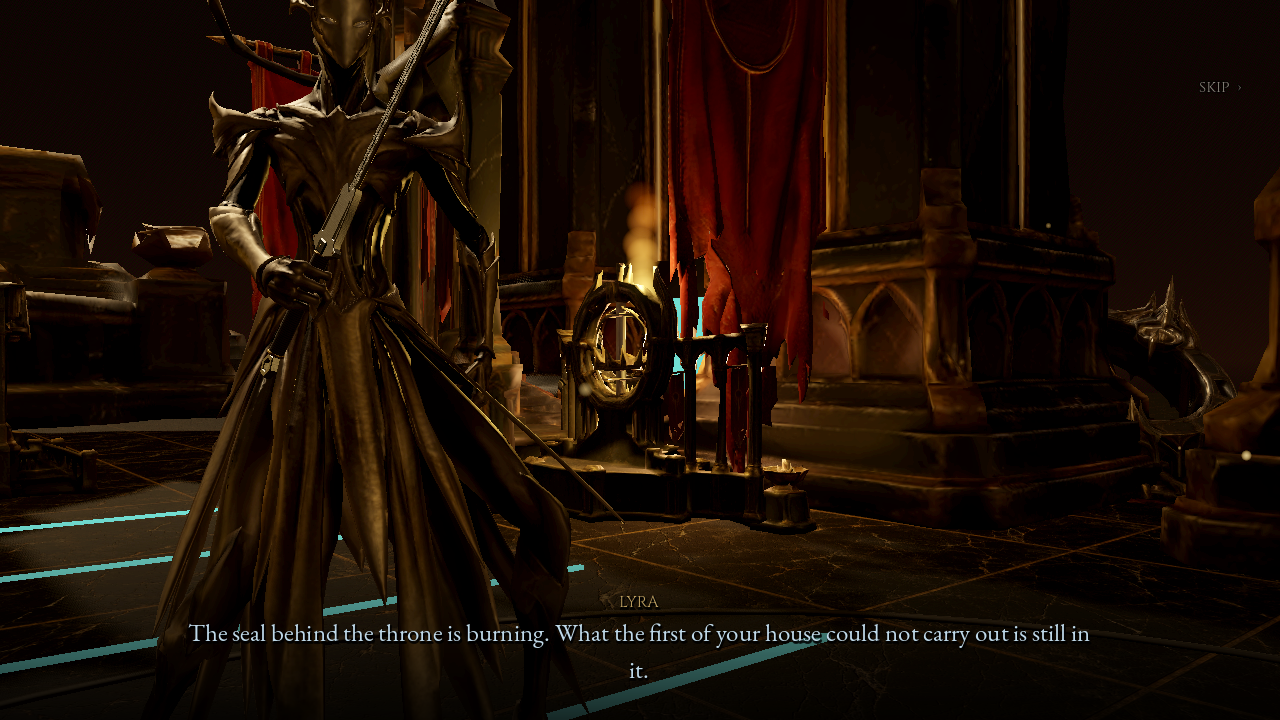 SKIP ›
LYRA
The seal behind the throne is burning. What the first of your house could not carry out is still in
it.